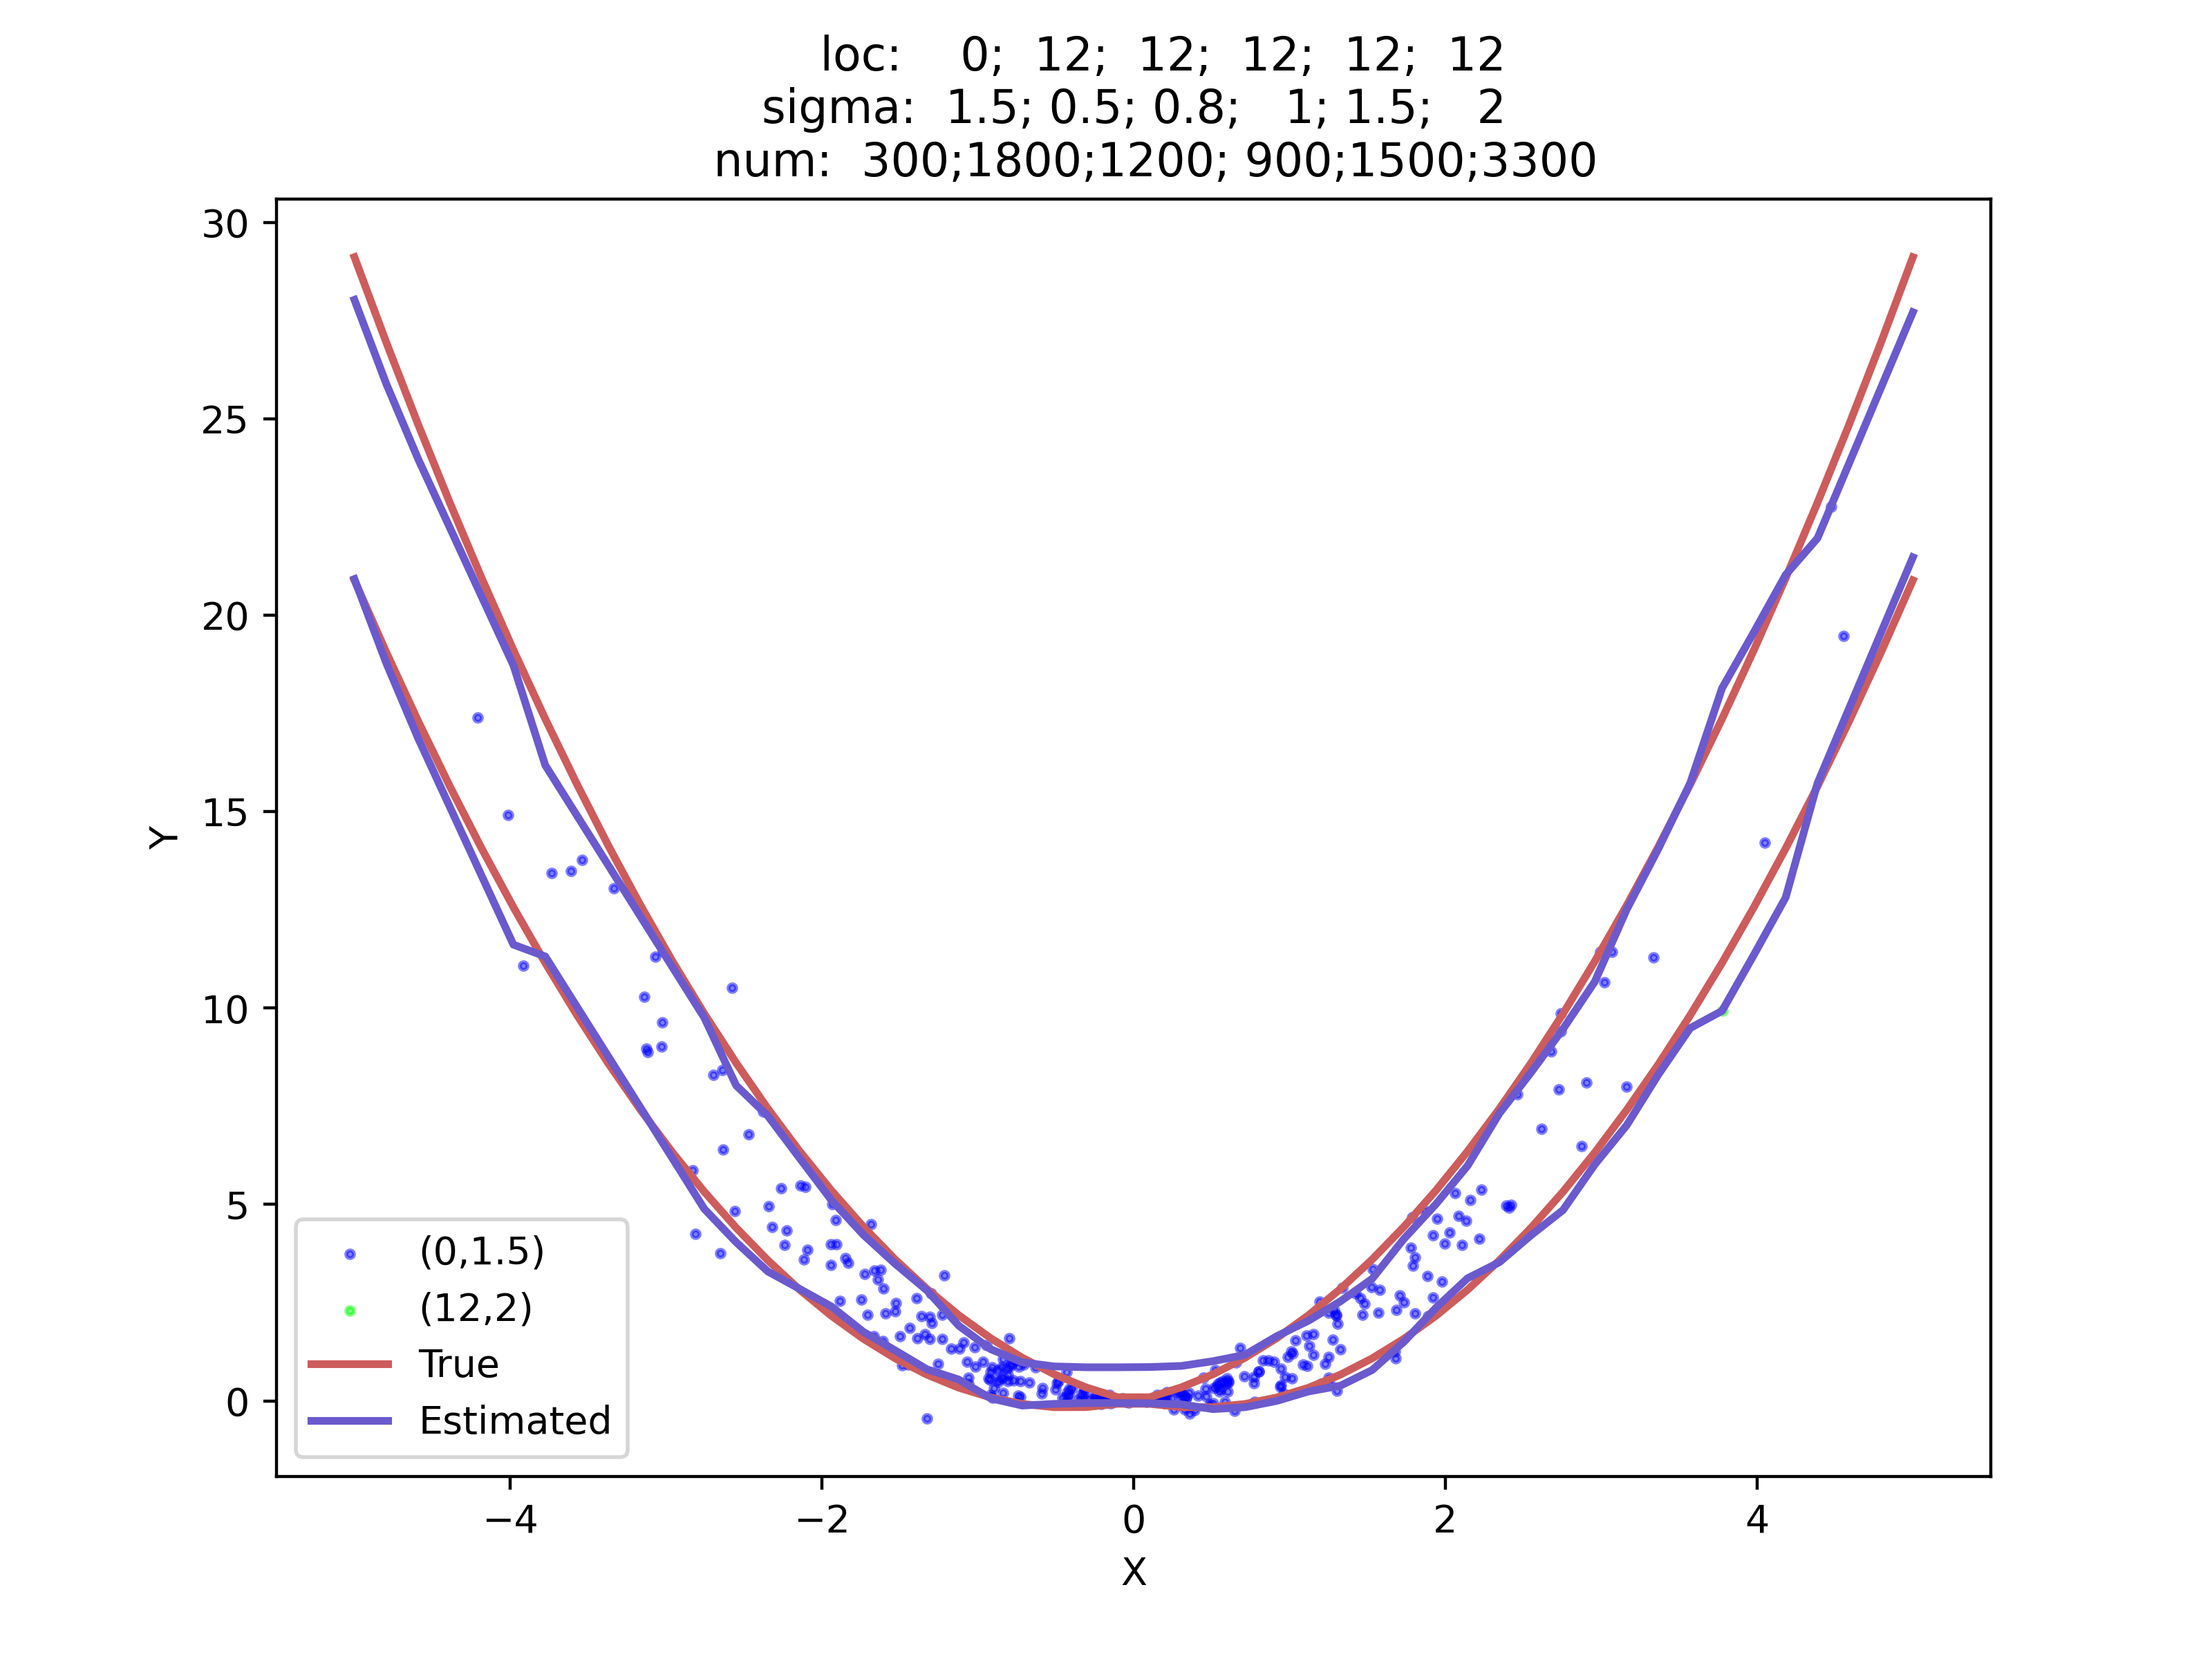 loc: 0; 12; 12; 12; 12; 12
sigma: 1.5; 0.5; 0.8; 1; 1.5; 2
num: 300;1800;1200; 900;1500;3300
30
25
20
15
10
5
0
Y
(0,1.5)
(12,2)
True
Estimated
−4
−2
0
2
4
X